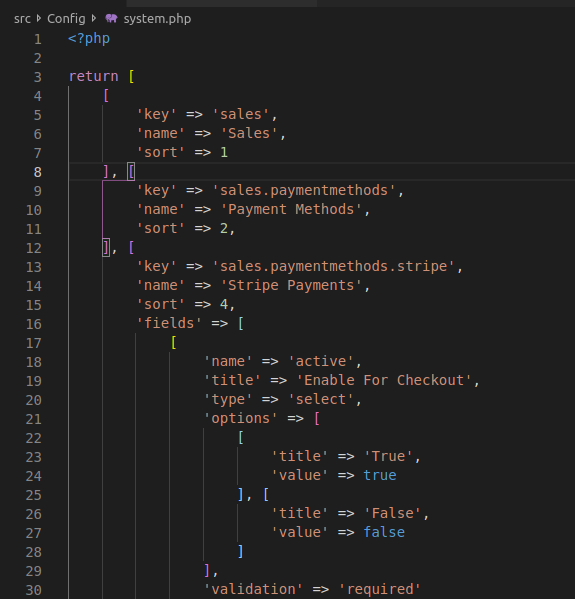 src Config system.php
1 <?php
2
3 return [
4     [
5         'key' => 'sales',
6         'name' => 'Sales',
7         'sort' => 1
8     ], [
9         'key' => 'sales.paymentmethods',
10         'name' => 'Payment Methods',
11         'sort' => 2,
12     ], [
13         'key' => 'sales.paymentmethods.stripe',
14         'name' => 'Stripe Payments',
15         'sort' => 4,
16         'fields' => [
17             [
18                 'name' => 'active',
19                 'title' => 'Enable For Checkout',
20                 'type' => 'select',
21                 'options' => [
22                     [
23                         'title' => 'True',
24                         'value' => true
25                     ], [
26                         'title' => 'False',
27                         'value' => false
28                     ]
29                 ],
30                 'validation' => 'required'